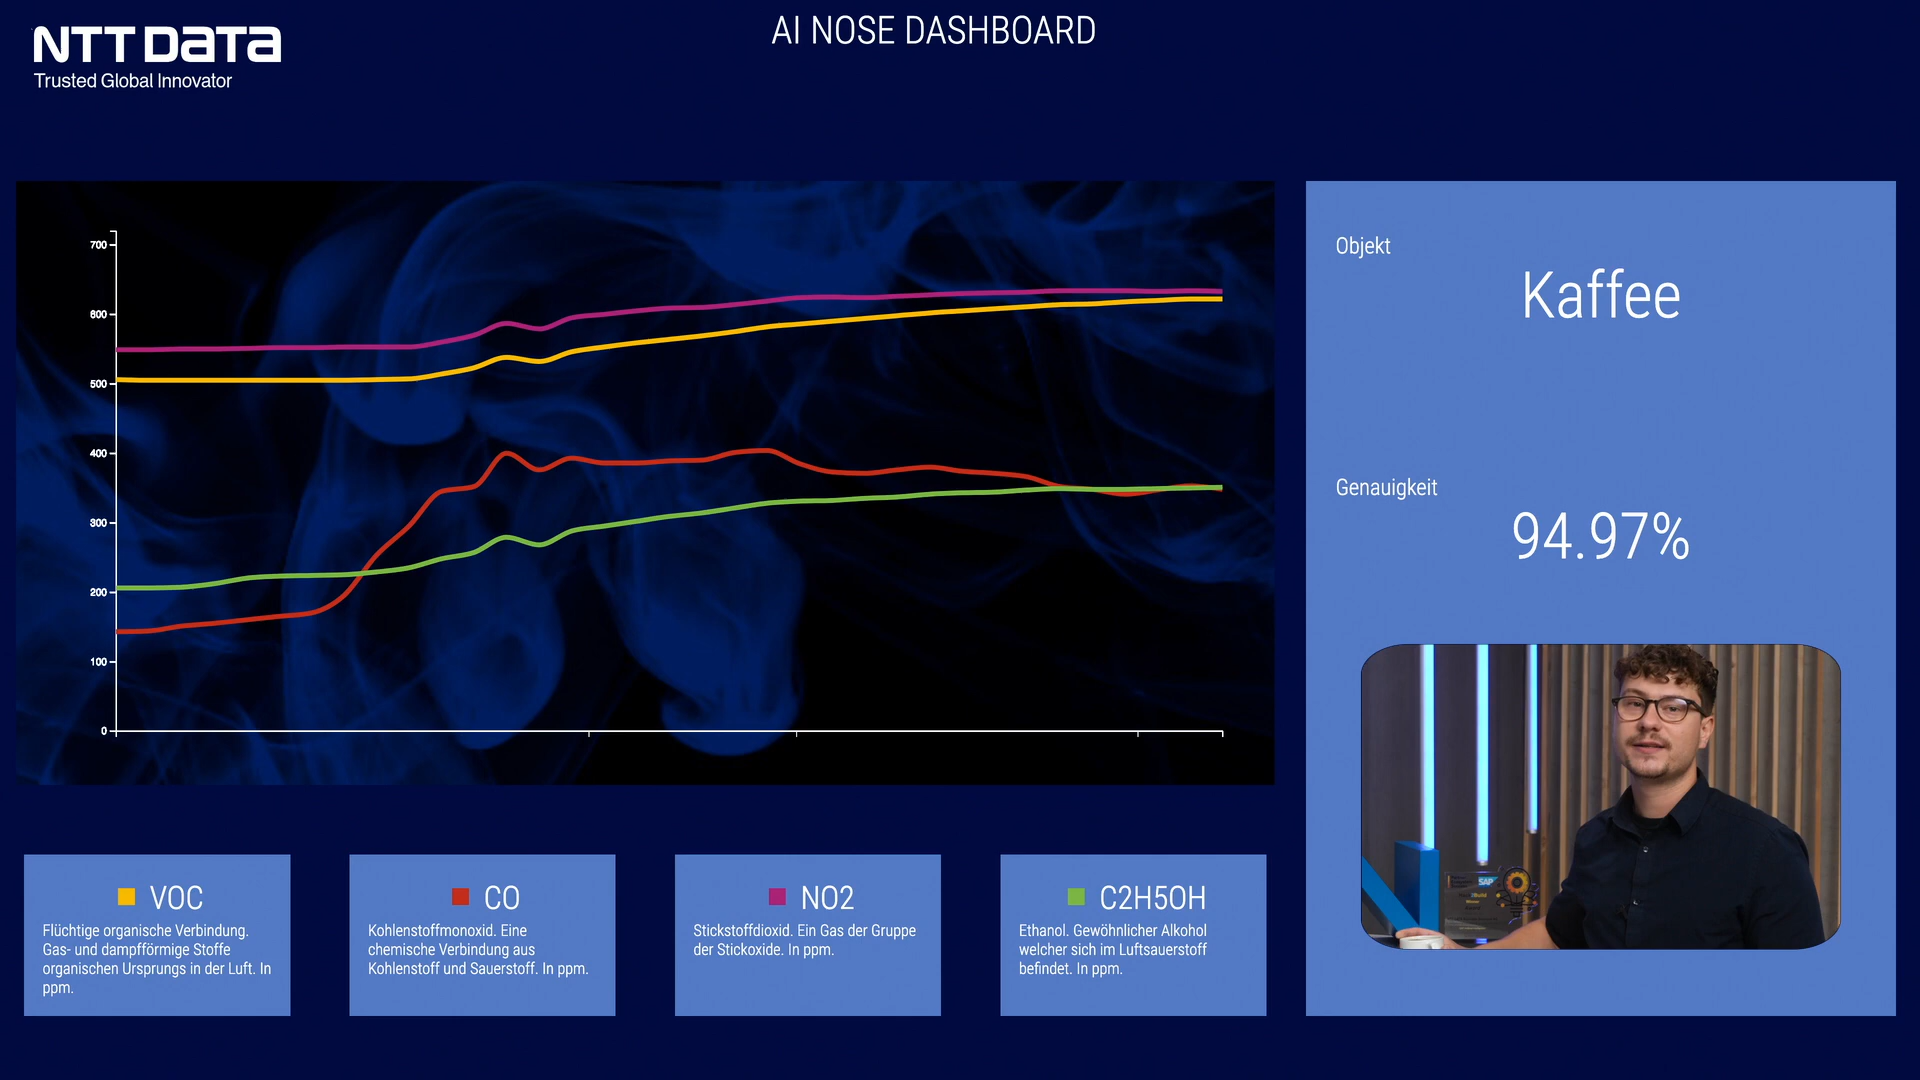 NTT DATA
Trusted Global Innovator
AI NOSE DASHBOARD
700
600
500
400
300
200
100
0
Objekt
Kaffee
Genauigkeit
94.97%
SAP
VOC
Flüchtige organische Verbindung.
Gas- und dampfförmige Stoffe
organischen Ursprungs in der Luft. In
ppm.
CO
Kohlenstoffmonoxid. Eine
chemische Verbindung aus
Kohlenstoff und Sauerstoff. In ppm.
NO2
Stickstoffdioxid. Ein Gas der Gruppe
der Stickoxide. In ppm.
C2H5OH
Ethanol. Gewöhnlicher Alkohol
welcher sich im Luftsauerstoff
befindet. In ppm.